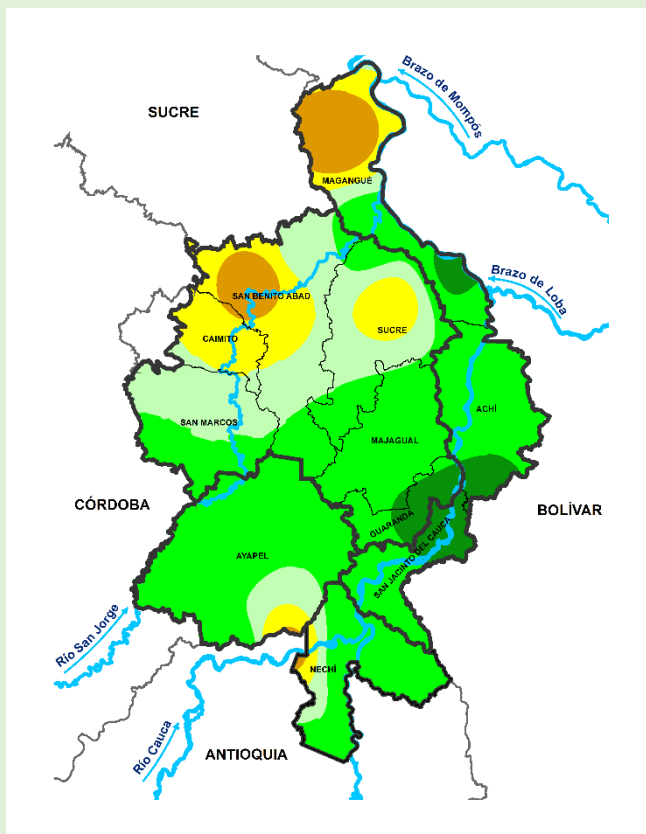 Brazo de Mompós
SUCRE
MAGANGUÉ
Brazo de Loba
SAN BENITO ABAD
SUCRE
CAIMITO
ACHÍ
SAN MARCOS
MAJAGUAL
CÓRDOBA
BOLÍVAR
GUARANDA
AYAPEL
SAN JACINTO DEL CAUCA
Río San Jorge
NECHÍ
Río Cauca
ANTIOQUIA